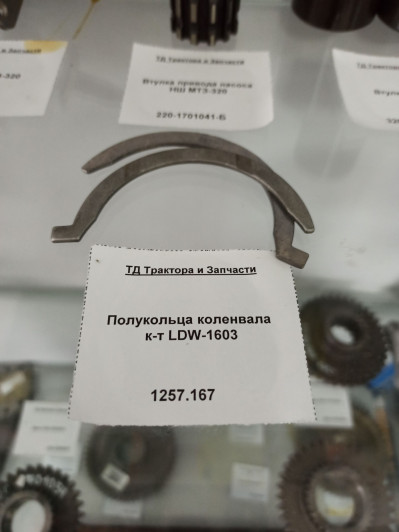 ТД Трактора и Запчасти
Втулка привода насоса
НШ МТЗ-320
220-1701041-Б
ТД Трактора и Запчасти
Полукольца коленвала
к-т LDW-1603
1257.167